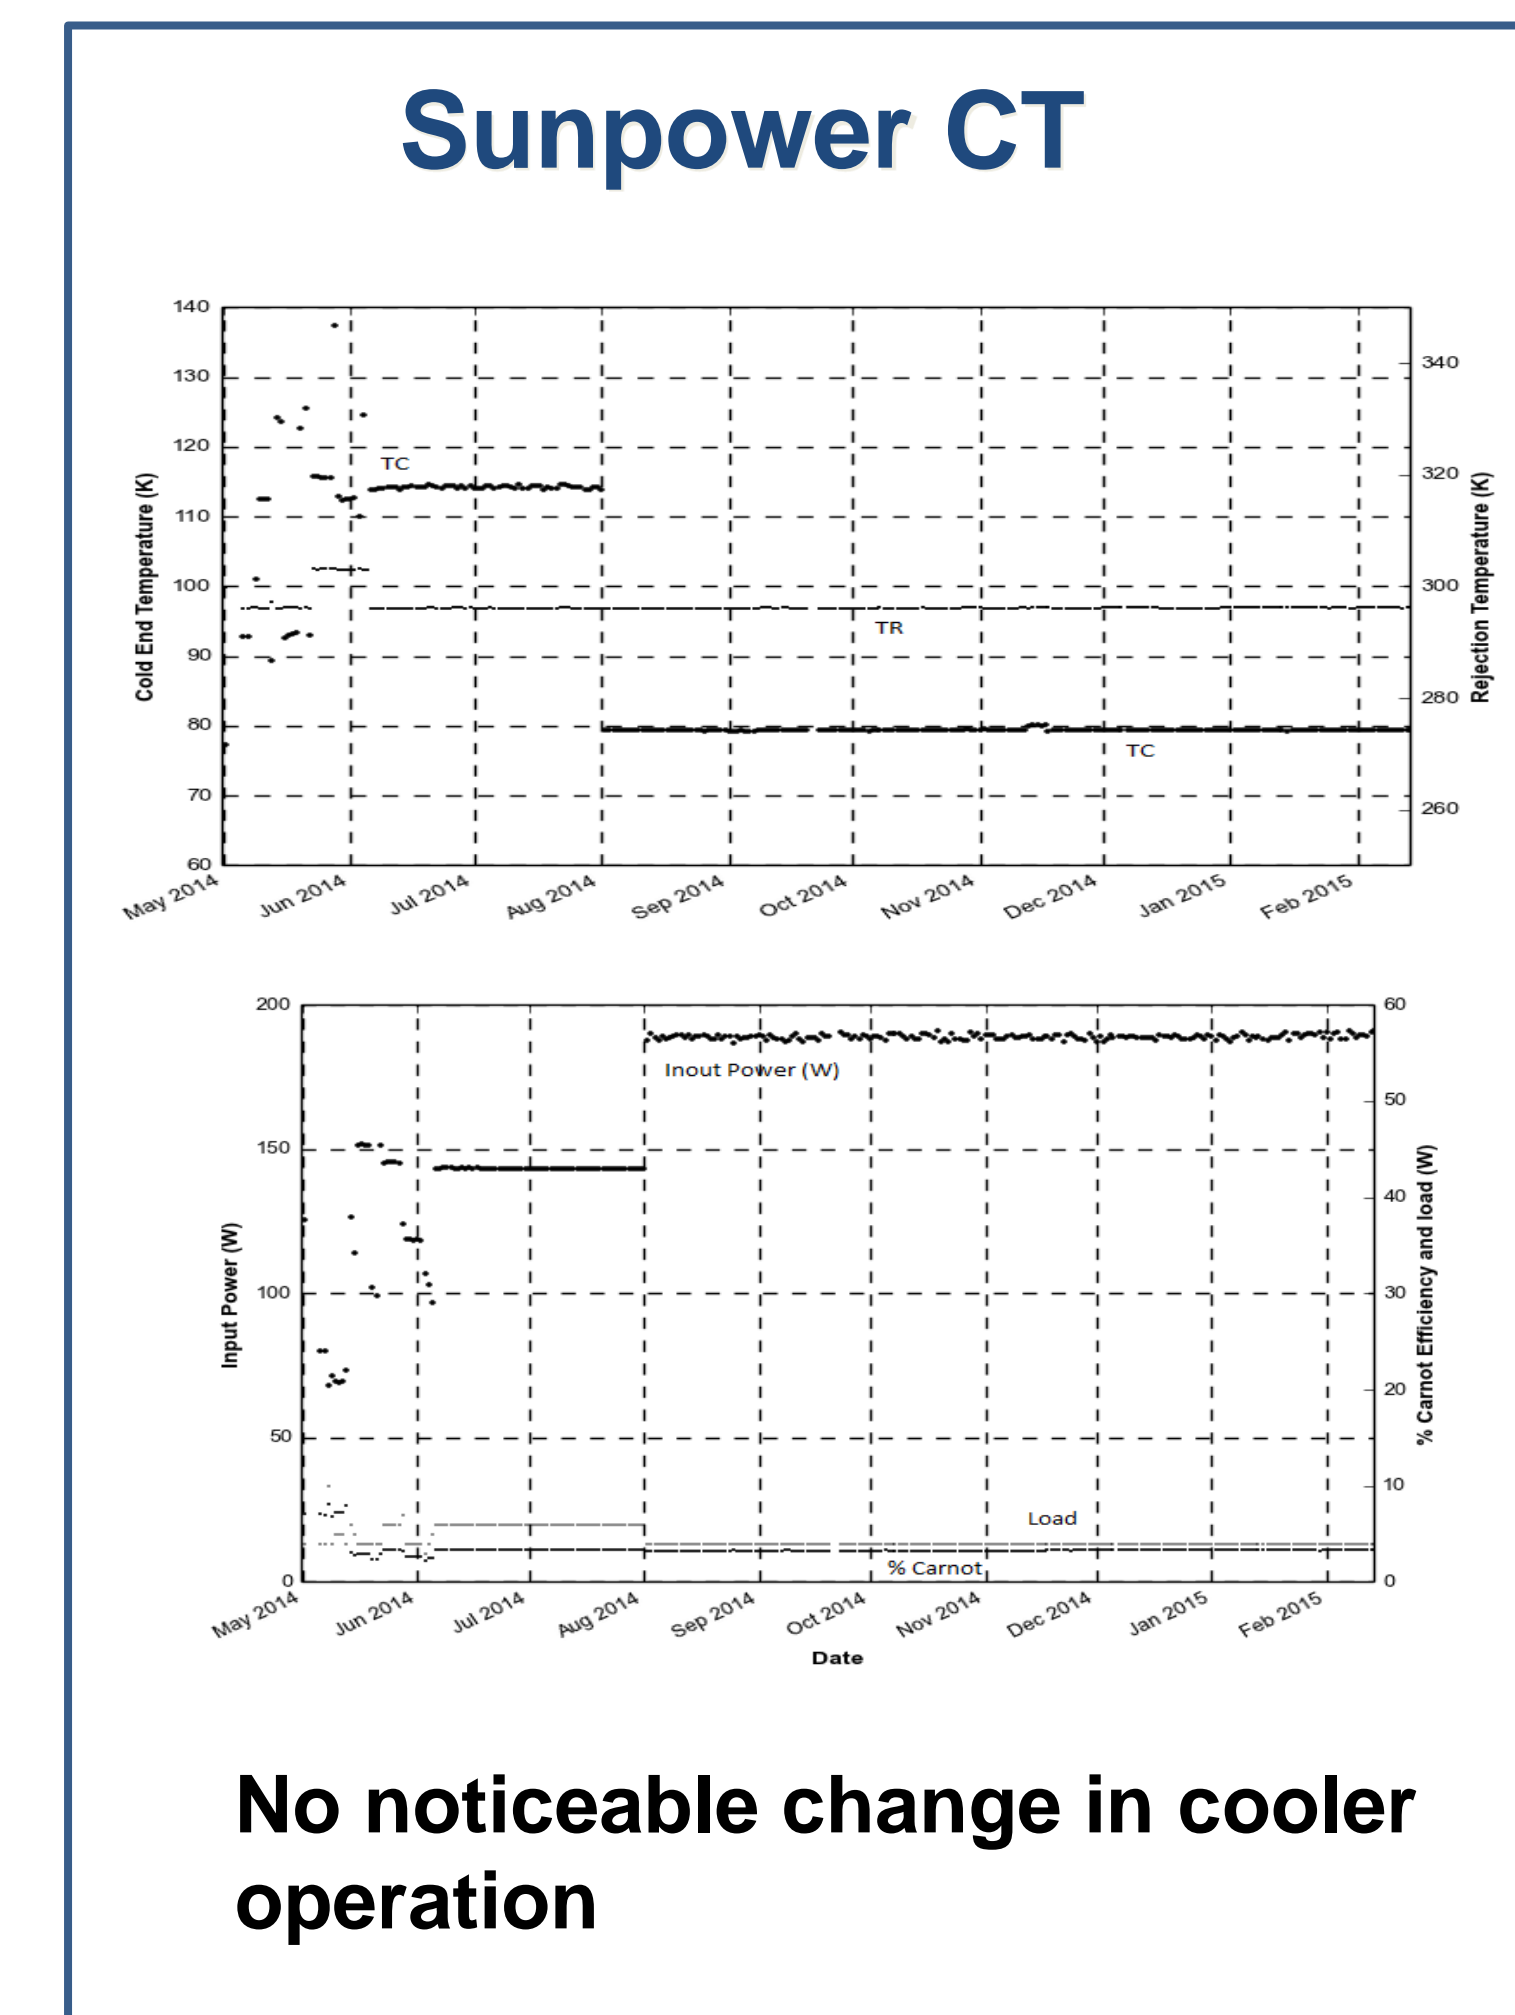 Sunpower CT
140
130
120
110
100
90
80
70
60
340
320
300
280
260
Cold End Temperature (K)
Rejection Temperature (K)
TC
TR
TC
May 2014
Jun 2014
Jul 2014
Aug 2014
Sep 2014
Oct 2014
Nov 2014
Dec 2014
Jan 2015
Feb 2015
200
150
100
50
0
60
50
40
30
20
10
0
Input Power (W)
% Carnot Efficiency and load (W)
Inout Power (W)
Load
% Carnot
May 2014
Jun 2014
Jul 2014
Aug 2014
Sep 2014
Oct 2014
Nov 2014
Dec 2014
Jan 2015
Feb 2015
Date
No noticeable change in cooler
operation